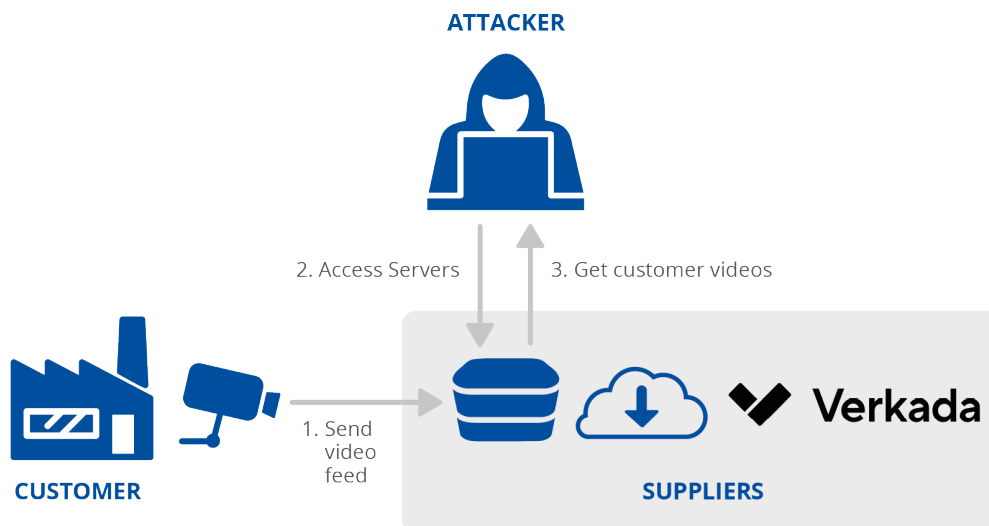 ATTACKER
2. Access Servers
3. Get customer videos
1. Send
video
feed
Verkada
CUSTOMER
SUPPLIERS